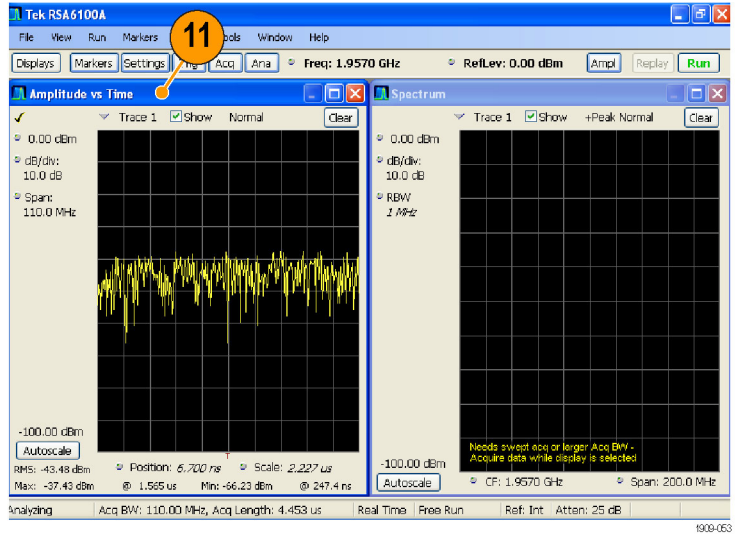 Tek RSA6100A
File View Run Markers ools Window Help
11
Displays Markers Settings Trig Acq Ana Freq: 1.9570 GHz RefLev: 0.00 dBm Ampl Replay Run
Amplitude vs Time
Trace 1 Show Normal Clear
0.00 dBm
dB/div:
10.0 dB
Span:
110.0 MHz
-100.00 dBm
Autoscale
Position: 6.700 ns Scale: 2.227 us
RMS: -43.48 dBm
Max: -37.43 dBm @ 1.565 us Min: -66.23 dBm @ 247.4 ns
Spectrum
Trace 1 Show +Peak Normal Clear
0.00 dBm
dB/div:
10.0 dB
RBW
1 MHz
Needs swept acq or larger Acq BW -
Acquire data while display is selected
-100.00 dBm
Autoscale CF: 1.9570 GHz Span: 200.0 MHz
Analyzing Acq BW: 110.00 MHz, Acq Length: 4.453 us Real Time Free Run Ref: Int Atten: 25 dB
1909-053